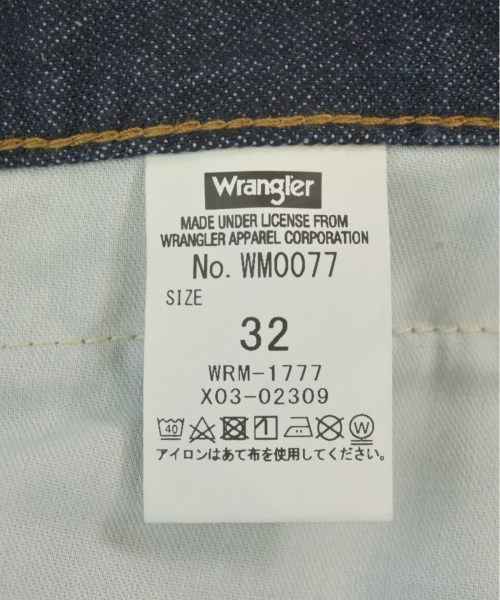 Wrangler
MADE UNDER LICENSE FROM
WRANGLER APPAREL CORPORATION
No. WM0077
SIZE
32
WRM-1777
X03-02309
40 W
アイロンはあて布を使用してください。